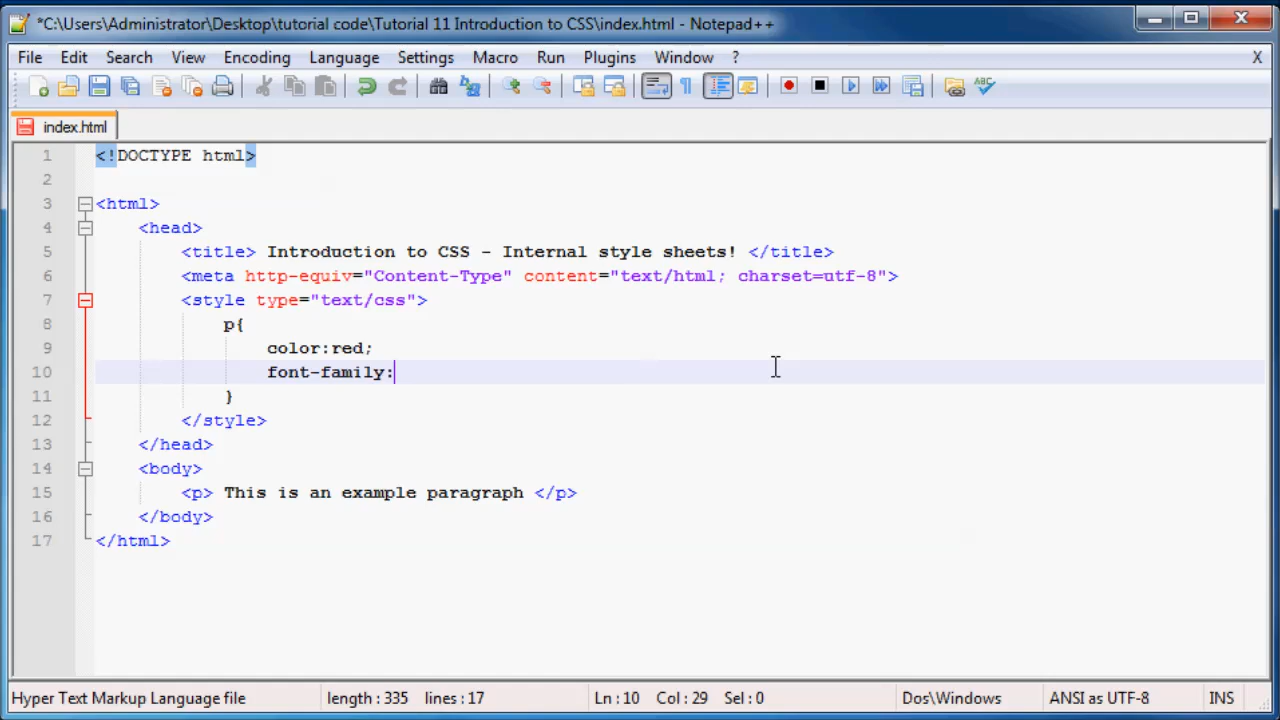 *C:\Users\Administrator\Desktop\tutorial code\Tutorial 11 Introduction to CSS\index.html - Notepad++
File Edit Search View Encoding Language Settings Macro Run Plugins Window ? X
ABC
index.html
1 <!DOCTYPE html>
2
3 <html>
4 <head>
5 <title> Introduction to CSS - Internal style sheets! </title>
6 <meta http-equiv="Content-Type" content="text/html; charset=utf-8">
7 <style type="text/css">
8 p{
9 color:red;
10 font-family:
11 }
12 </style>
13 </head>
14 <body>
15 <p> This is an example paragraph </p>
16 </body>
17 </html>
Hyper Text Markup Language file length : 335 lines : 17 Ln : 10 Col : 29 Sel : 0 Dos\Windows ANSI as UTF-8 INS